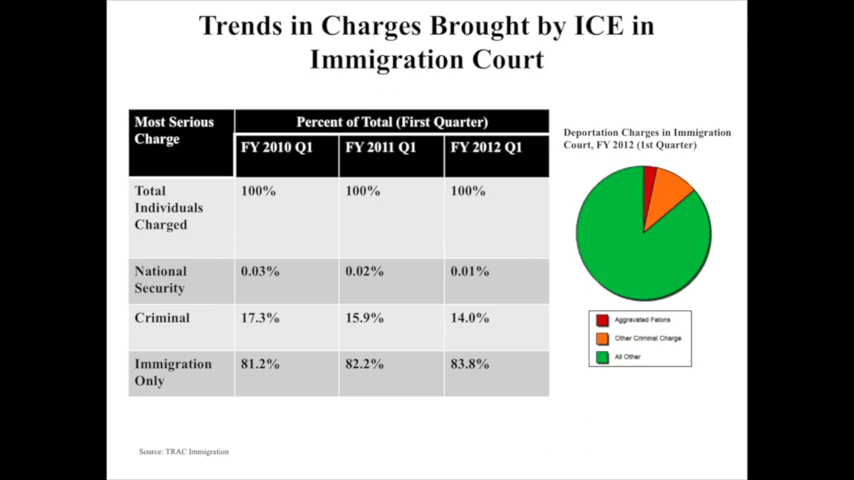 Trends in Charges Brought by ICE in
Immigration Court
Most Serious
Charge
Percent of Total (First Quarter)
FY 2010 Q1
FY 2011 Q1
FY 2012 Q1
Total
Individuals
Charged
100%
100%
100%
National
Security
0.03%
0.02%
0.01%
Criminal
17.3%
15.9%
14.0%
Immigration
Only
81.2%
82.2%
83.8%
Deportation Charges in Immigration
Court, FY 2012 (1st Quarter)
Aggravated Felons
Other Criminal Charge
All Other
Source: TRAC Immigration